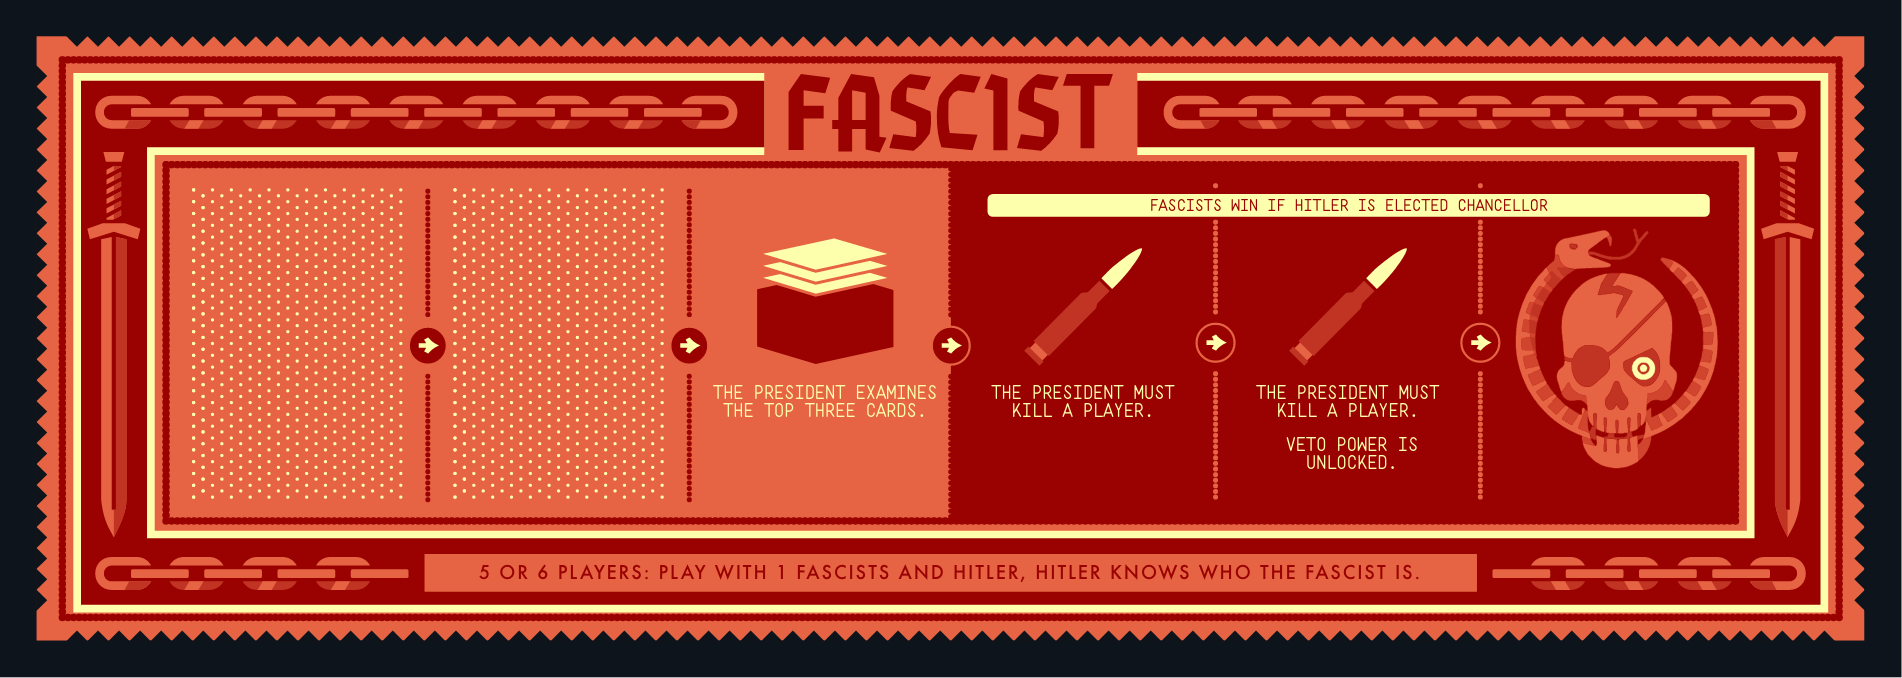 FASCIST
FASCISTS WIN IF HITLER IS ELECTED CHANCELLOR
THE PRESIDENT EXAMINES
THE TOP THREE CARDS.
THE PRESIDENT MUST
KILL A PLAYER.
THE PRESIDENT MUST
KILL A PLAYER.
VETO POWER IS
UNLOCKED.
5 OR 6 PLAYERS: PLAY WITH 1 FASCISTS AND HITLER, HITLER KNOWS WHO THE FASCIST IS.